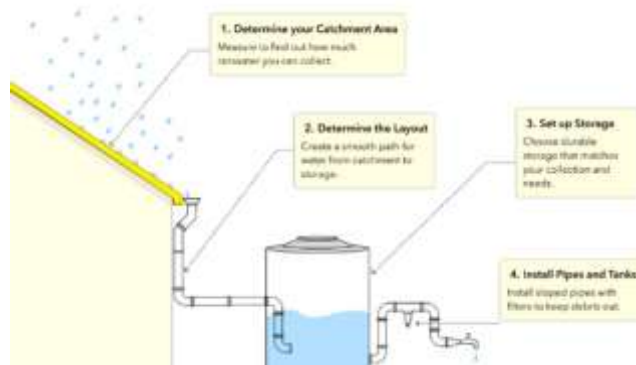 1. Determine your Catchment Area
Measure to find out how much
rainwater you can collect.
2. Determine the Layout
Create a smooth path for
water from catchment to
storage.
3. Set up Storage
Choose durable
storage that matches
your collection and
needs.
4. Install Pipes and Tanks
Install sloped pipes with
filters to keep debris out.